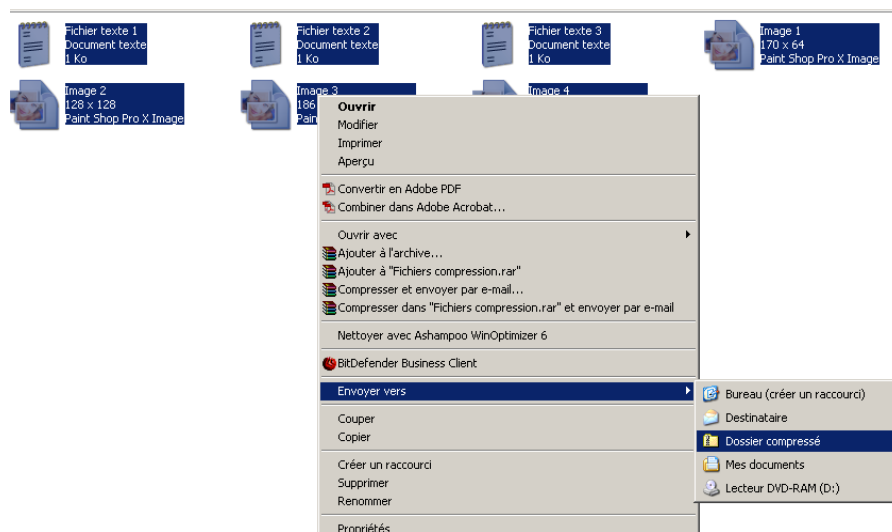 Fichier texte 1
Document texte
1 Ko
Fichier texte 2
Document texte
1 Ko
Fichier texte 3
Document texte
1 Ko
Image 1
170 x 64
Paint Shop Pro X Image
Image 2
128 x 128
Paint Shop Pro X Image
Image 3
186
Pain
Image 4
Ouvrir
Modifier
Imprimer
Aperçu
Convertir en Adobe PDF
Combiner dans Adobe Acrobat...
Ouvrir avec
Ajouter à l'archive...
Ajouter à "Fichiers compression.rar"
Compresser et envoyer par e-mail...
Compresser dans "Fichiers compression.rar" et envoyer par e-mail
Nettoyer avec Ashampoo WinOptimizer 6
BitDefender Business Client
Envoyer vers
Couper
Copier
Créer un raccourci
Supprimer
Renommer
Propriétés
Bureau (créer un raccourci)
Destinataire
Dossier compressé
Mes documents
Lecteur DVD-RAM (D:)